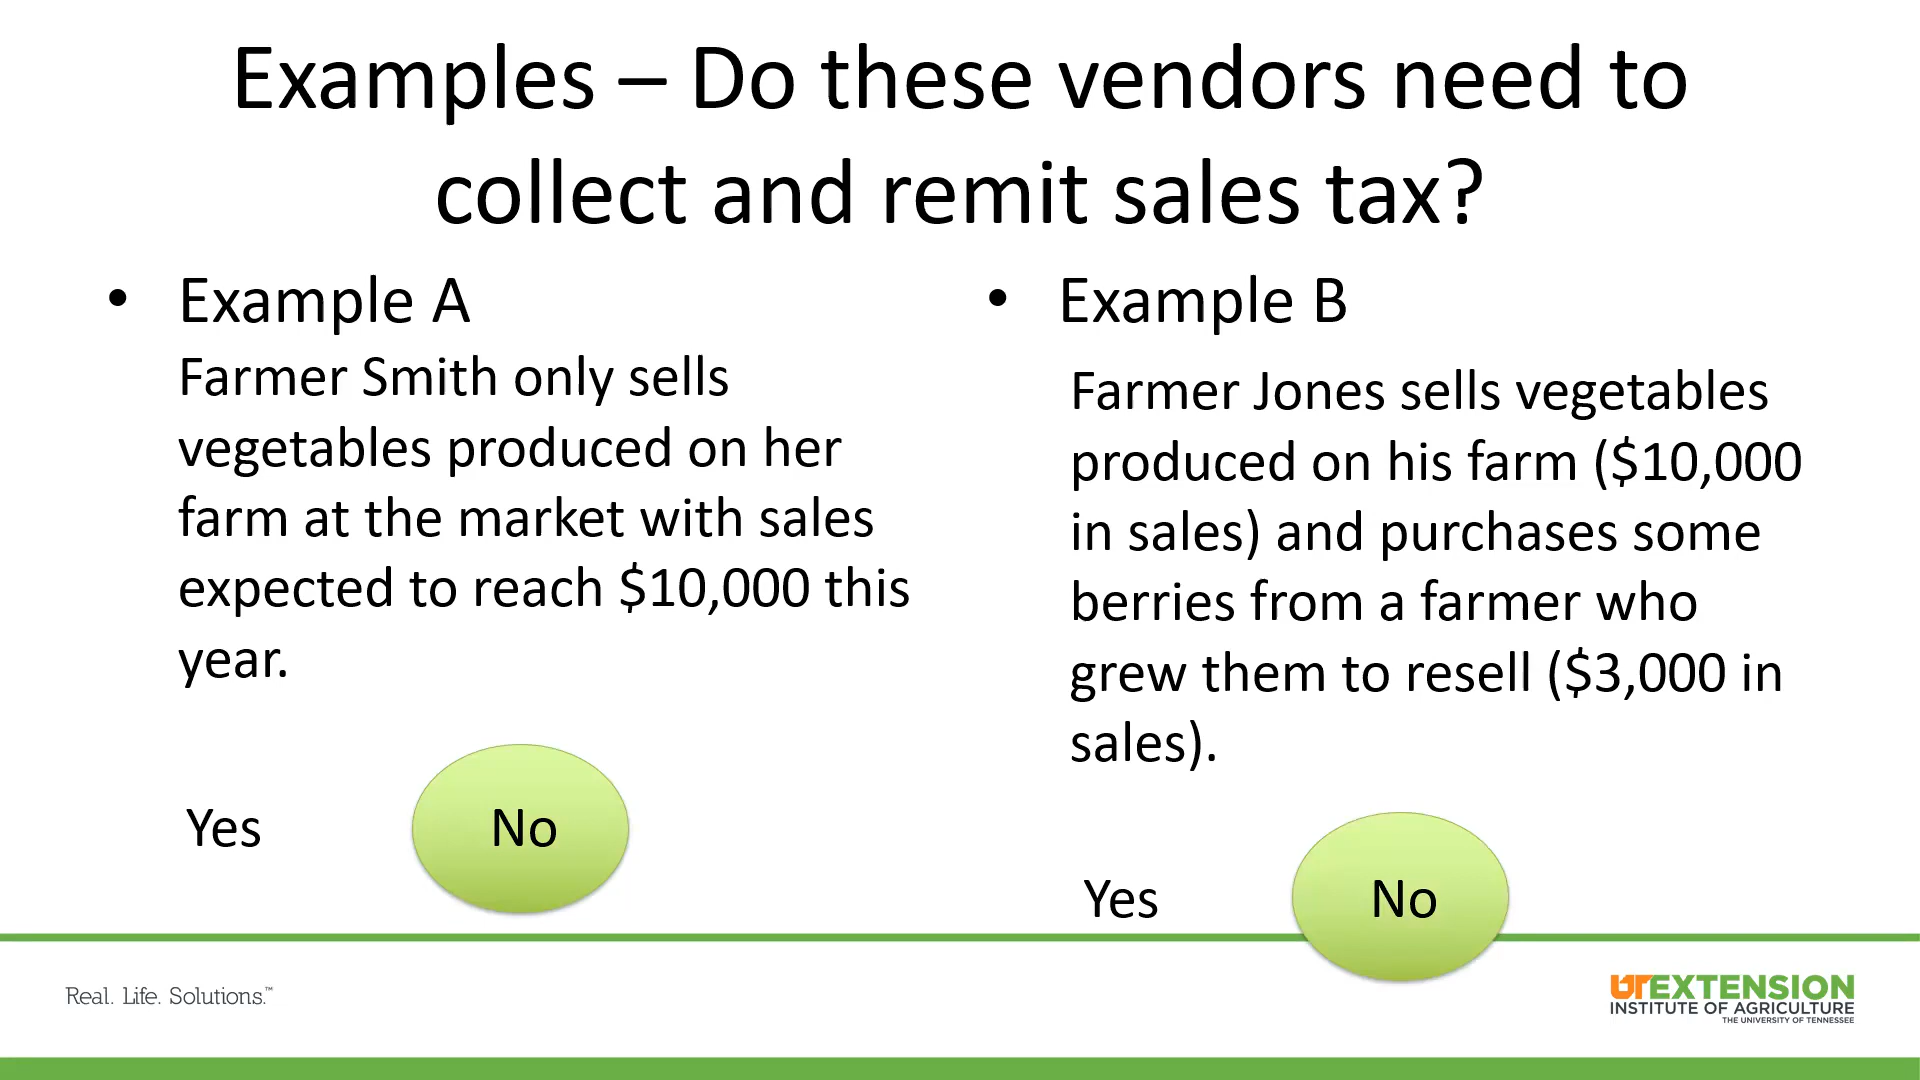 Examples – Do these vendors need to
collect and remit sales tax?
• Example A
Farmer Smith only sells
vegetables produced on her
farm at the market with sales
expected to reach $10,000 this
year.
Yes No
• Example B
Farmer Jones sells vegetables
produced on his farm ($10,000
in sales) and purchases some
berries from a farmer who
grew them to resell ($3,000 in
sales).
Yes No
Real. Life. Solutions.™
UT EXTENSION
INSTITUTE OF AGRICULTURE
THE UNIVERSITY OF TENNESSEE